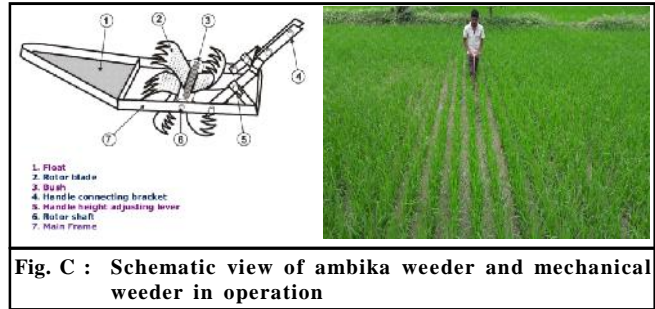 1
2
3
4
7
6
5
1. Float
2. Rotor blade
3. Bush
4. Handle connecting bracket
5. Handle height adjusting lever
6. Rotor shaft
7. Main Frame
Fig. C : Schematic view of ambika weeder and mechanical
weeder in operation